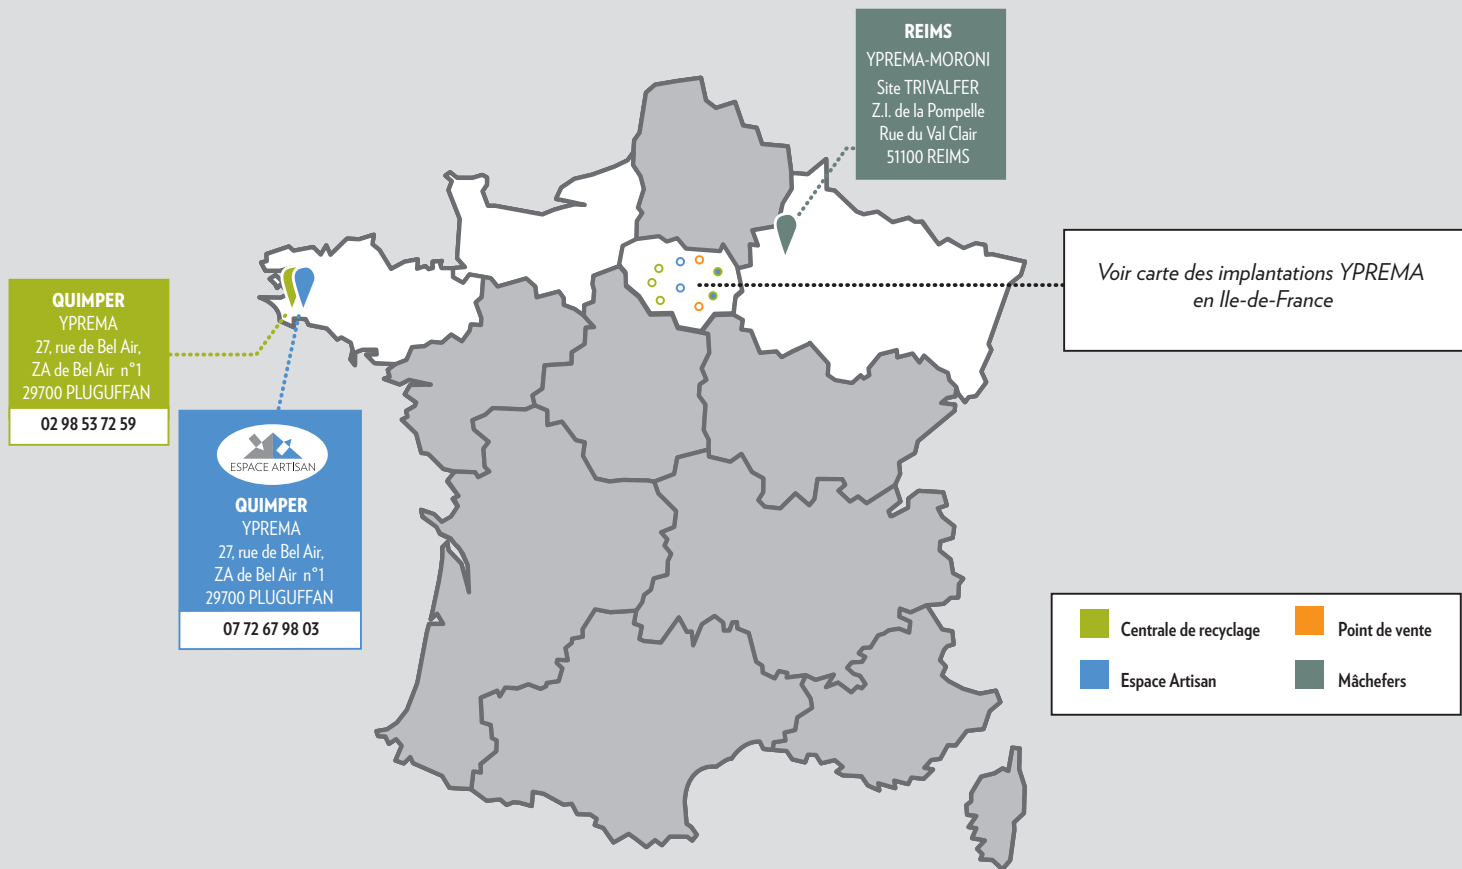 REIMS
YPREMA-MORONI
Site TRIVALFER
Z.I. de la Pompelle
Rue du Val Clair
51100 REIMS
Voir carte des implantations YPREMA
en Ile-de-France
QUIMPER
YPREMA
27, rue de Bel Air,
ZA de Bel Air n°1
29700 PLUGUFFAN
02 98 53 72 59
ESPACE ARTISAN
QUIMPER
YPREMA
27, rue de Bel Air,
ZA de Bel Air n°1
29700 PLUGUFFAN
07 72 67 98 03
Centrale de recyclage
Point de vente
Espace Artisan
Mâchefers